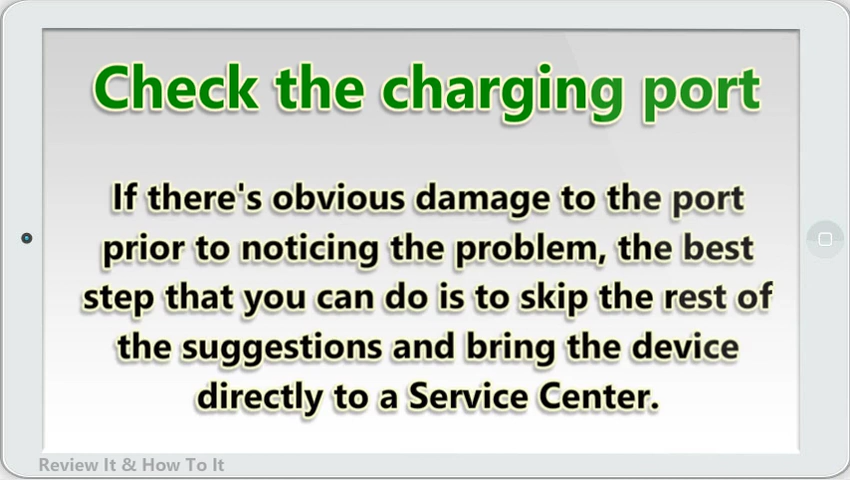 Check the charging port
If there's obvious damage to the port
prior to noticing the problem, the best
step that you can do is to skip the rest of
the suggestions and bring the device
directly to a Service Center.
Review It & How To It